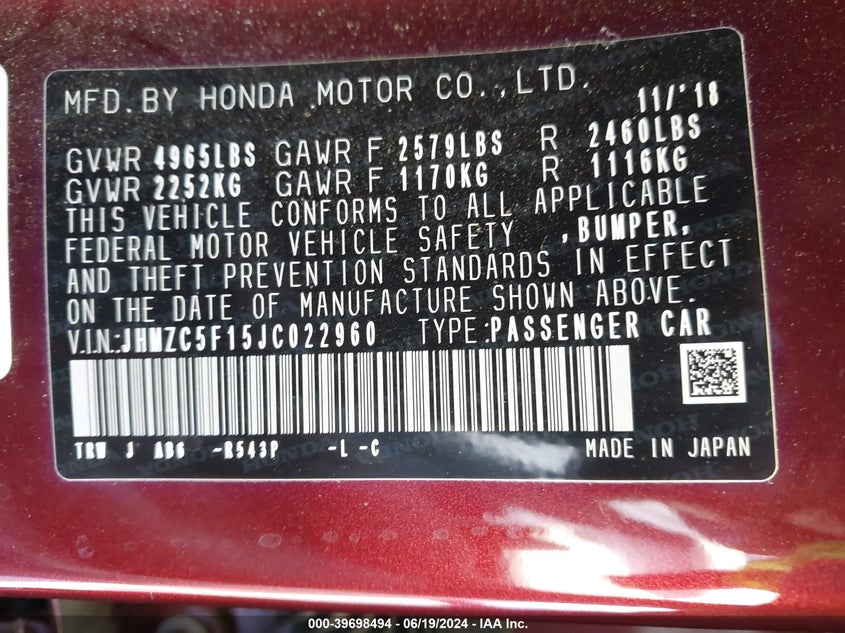 MFD.BY HONDA MOTOR CO.,LTD. 11/'18
GVWR 4965LBS GAWR F 2579LBS R 2460LBS
GVWR 2252KG GAWR F 1170KG R 1116KG
THIS VEHICLE CONFORMS TO ALL APPLICABLE
FEDERAL MOTOR VEHICLE SAFETY ,BUMPER,
AND THEFT PREVENTION STANDARDS IN EFFECT
ON THE DATE OF MANUFACTURE SHOWN ABOVE.
V.I.N.:JHMZC5F15JC022960 TYPE:PASSENGER CAR
TRW J AB6 -R543P -L -C MADE IN JAPAN
000-39698494 - 06/19/2024 - IAA Inc.